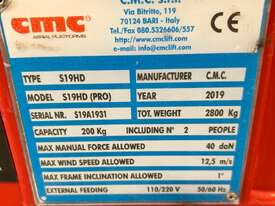 cmc
AERIAL PLATFORMS
C.M.C. S.r.l.
Via Bitritto, 119
70124 BARI - Italy
Tel/Fax 080.5326606/557
e-mail : info@cmclift.com
www.cmclift.com
TYPE S19HD MANUFACTURER C.M.C.
MODEL S19HD (PRO) YEAR 2019
SERIAL NR. S19A1931 TOT. WEIGHT 2800 Kg
CAPACITY 200 Kg INCLUDING N° 2 PEOPLE
MAX MANUAL FORCE ALLOWED 40 daN
MAX WIND SPEED ALLOWED 12,5 m/s
MAX FRAME INCLINATION ALLOWED 1°
EXTERNAL FEEDING 110/220 V 50/60 Hz